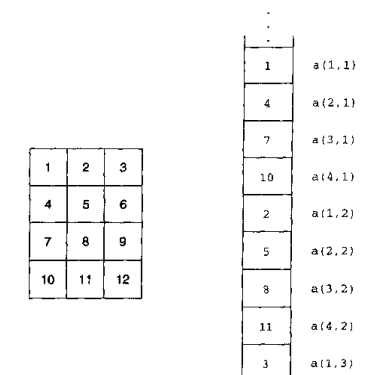 1 2 3
4 5 6
7 8 9
10 11 12
1 a(1,1)
4 a(2,1)
7 a(3,1)
10 a(4,1)
2 a(1,2)
5 a(2,2)
8 a(3,2)
11 a(4,2)
3 a(1,3)